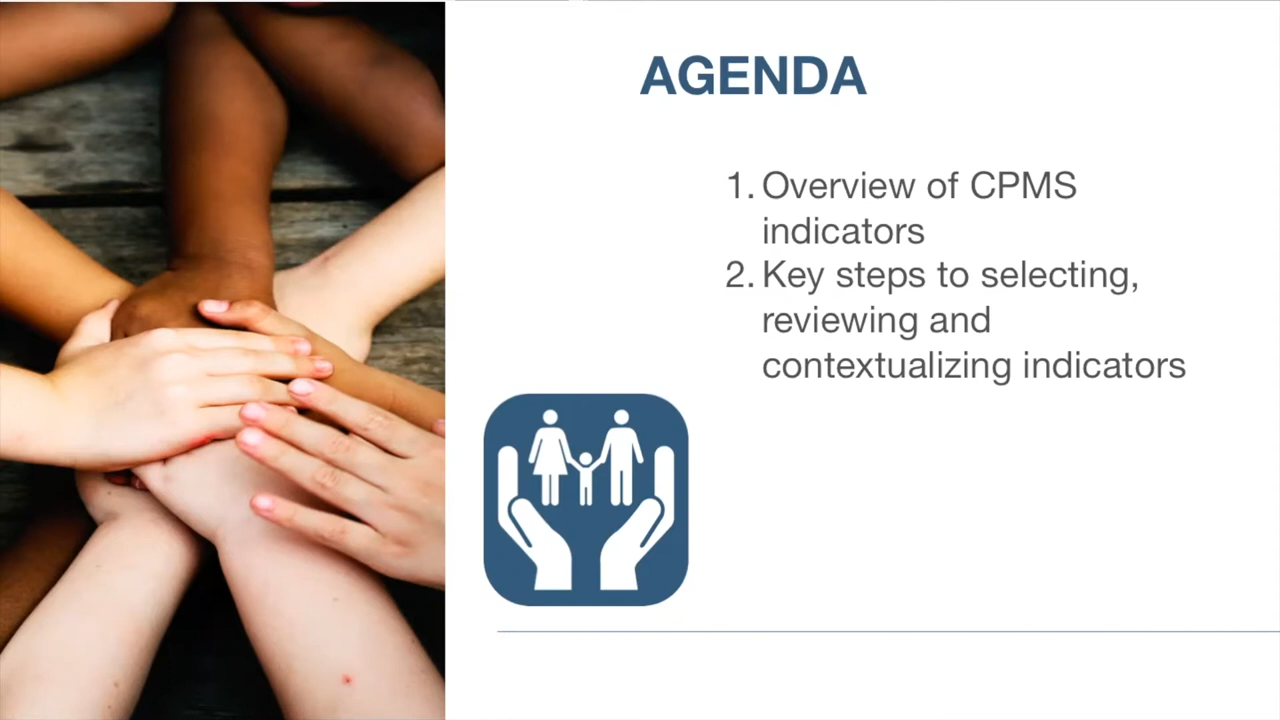 AGENDA
1. Overview of CPMS
indicators
2. Key steps to selecting,
reviewing and
contextualizing indicators